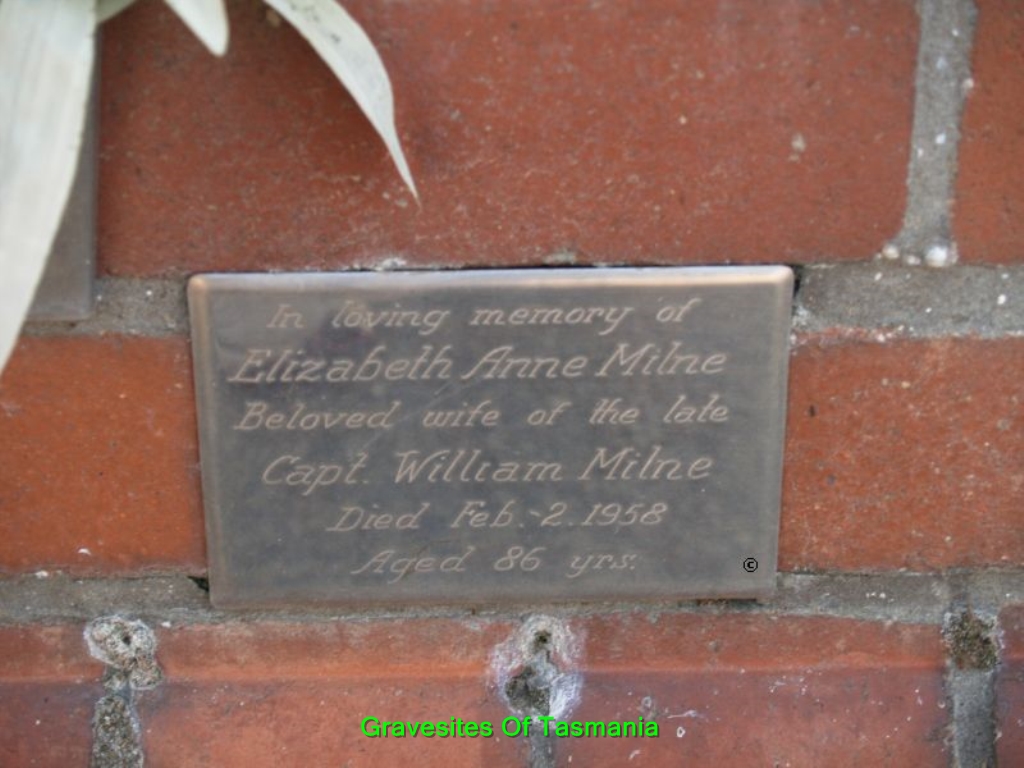 In loving memory of
Elizabeth Anne Milne
Beloved wife of the late
Capt. William Milne
Died Feb.-2.1958
Aged 86 yrs.
©
Gravesites Of Tasmania